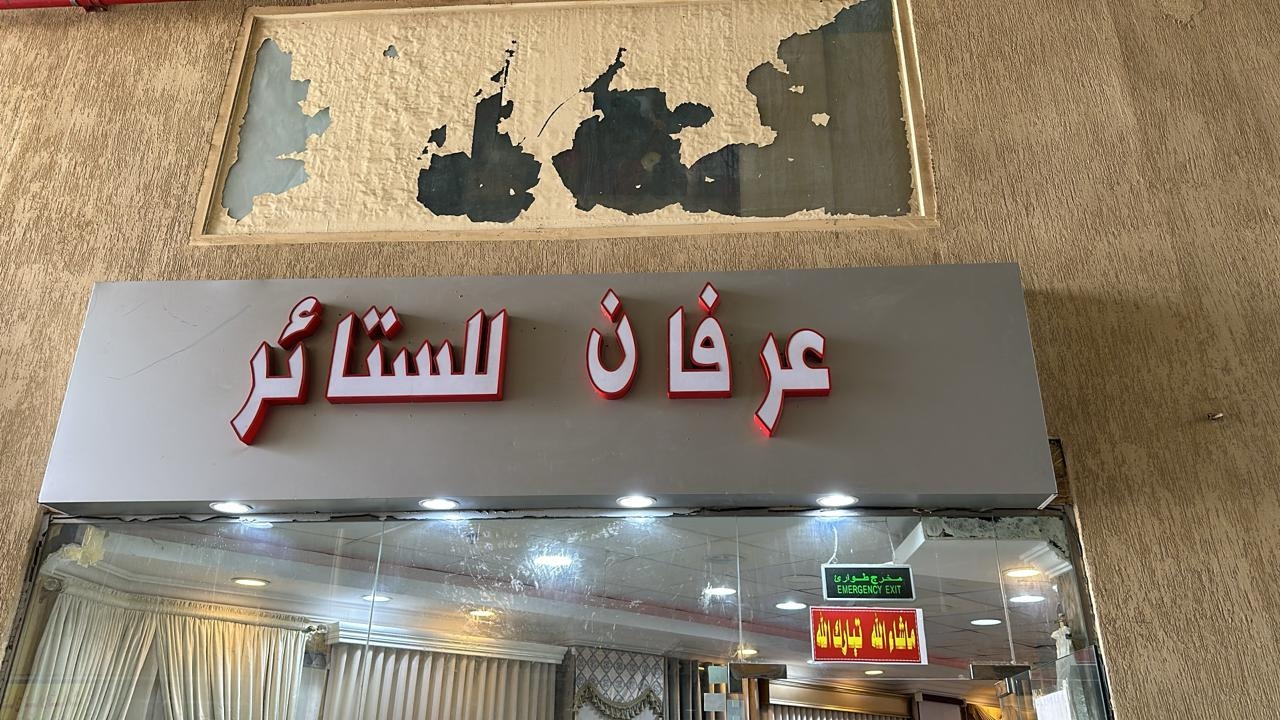 عرفان للستائر
مخرج طوارئ
EMERGENCY EXIT
ماشاء الله تبارك الله